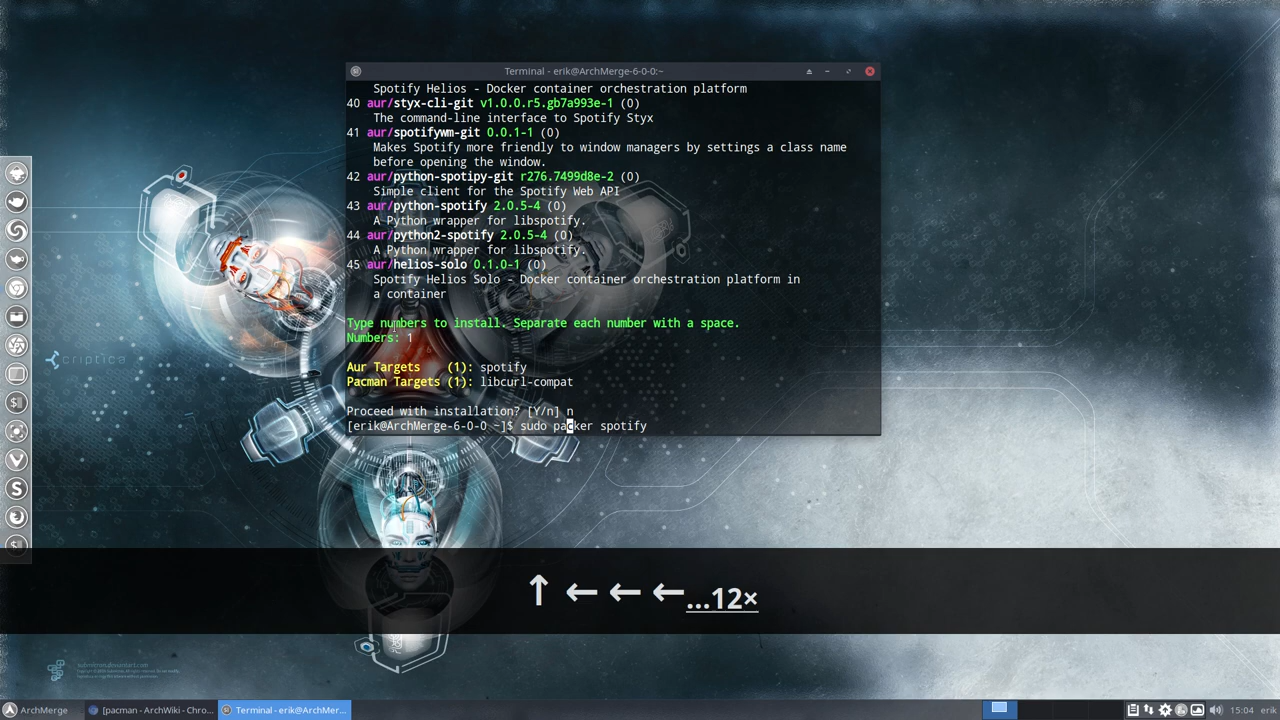 Terminal - erik@ArchMerge-6-0-0:~
Spotify Helios - Docker container orchestration platform
40 aur/styx-cli-git v1.0.0.r5.gb7a993e-1 (0)
The command-line interface to Spotify Styx
41 aur/spotifywm-git 0.0.1-1 (0)
Makes Spotify more friendly to window managers by settings a class name
before opening the window.
42 aur/python-spotipy-git r276.7499d8e-2 (0)
Simple client for the Spotify Web API
43 aur/python-spotify 2.0.5-4 (0)
A Python wrapper for libspotify.
44 aur/python2-spotify 2.0.5-4 (0)
A Python wrapper for libspotify.
45 aur/helios-solo 0.1.0-1 (0)
Spotify Helios Solo - Docker container orchestration platform in
a container
Type numbers to install. Separate each number with a space.
Numbers: 1
Aur Targets (1): spotify
Pacman Targets (1): libcurl-compat
Proceed with installation? [Y/n] n
[erik@ArchMerge-6-0-0 ~]$ sudo packer spotify
criptica
↑ ← ← ←...12×
ArchMerge
[pacman - ArchWiki - Chro...
Terminal - erik@ArchMer...
15:04 erik